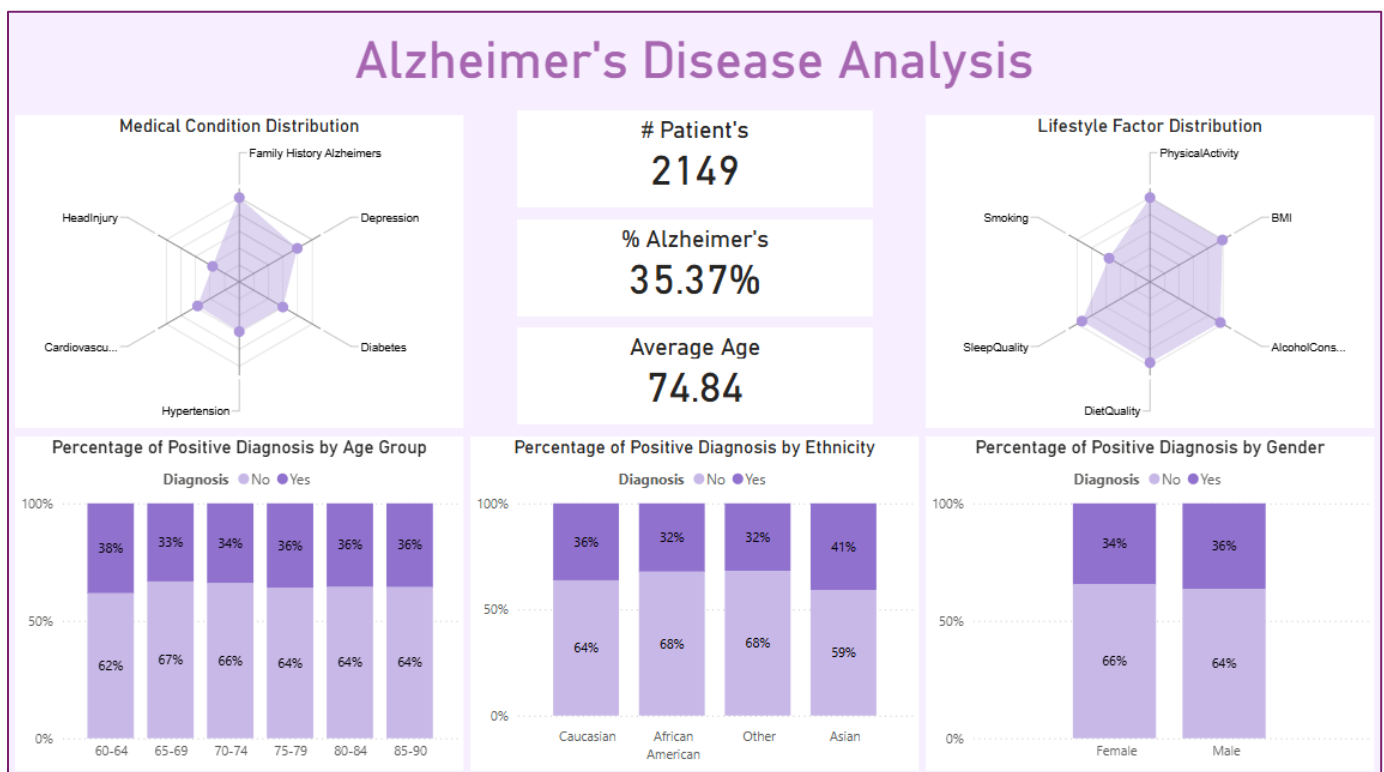 Alzheimer's Disease Analysis
Medical Condition Distribution
Family History Alzheimers
HeadInjury
Depression
Cardiovascu...
Diabetes
Hypertension
# Patient's
2149
% Alzheimer's
35.37%
Average Age
74.84
Lifestyle Factor Distribution
PhysicalActivity
Smoking
BMI
SleepQuality
AlcoholCons...
DietQuality
Percentage of Positive Diagnosis by Age Group
Diagnosis No Yes
100%
50%
0%
38% 33% 34% 36% 36% 36%
62% 67% 66% 64% 64% 64%
60-64 65-69 70-74 75-79 80-84 85-90
Percentage of Positive Diagnosis by Ethnicity
Diagnosis No Yes
100%
50%
0%
36% 32% 32% 41%
64% 68% 68% 59%
Caucasian African Other Asian
American
Percentage of Positive Diagnosis by Gender
Diagnosis No Yes
100%
50%
0%
34% 36%
66% 64%
Female Male